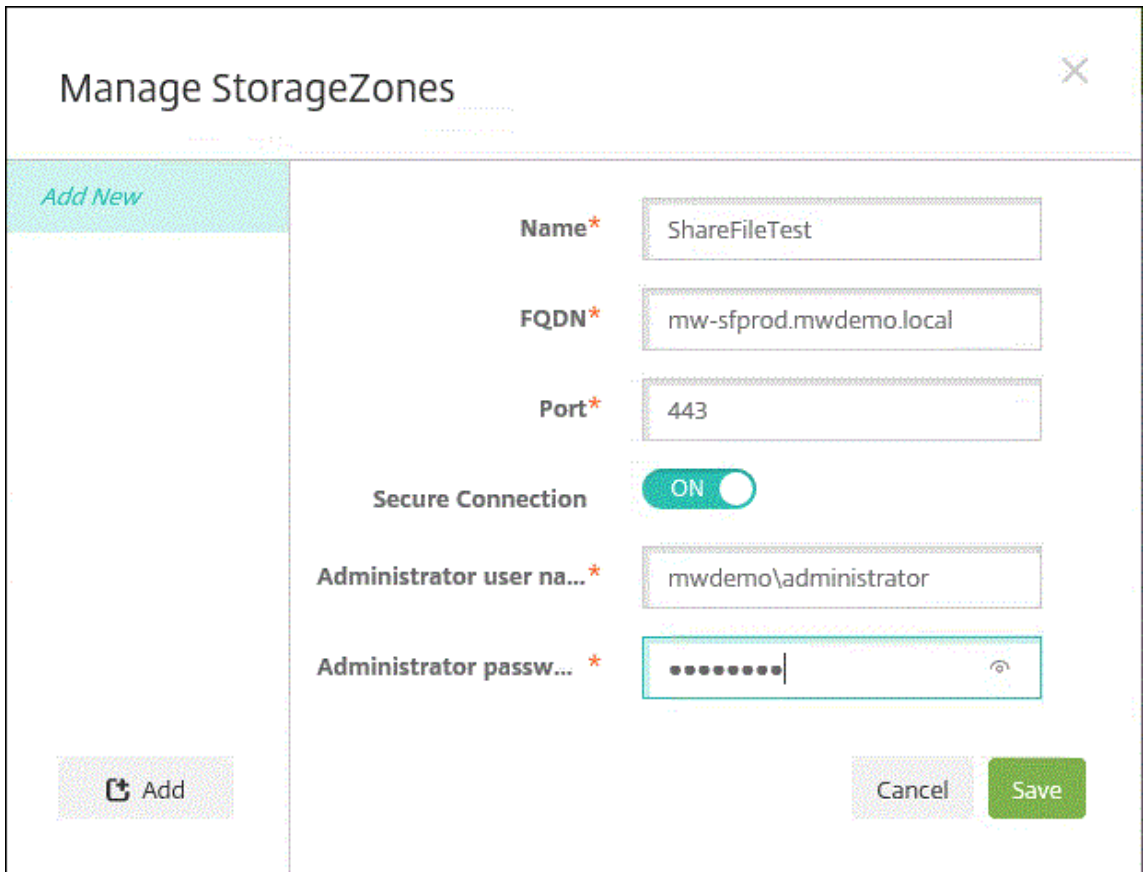 Manage StorageZones
Add New
Name*
ShareFileTest
FQDN*
mw-sfprod.mwdemo.local
Port*
443
Secure Connection
ON
Administrator user na...*
mwdemo\administrator
Administrator passw... *
••••••••
Add
Cancel
Save